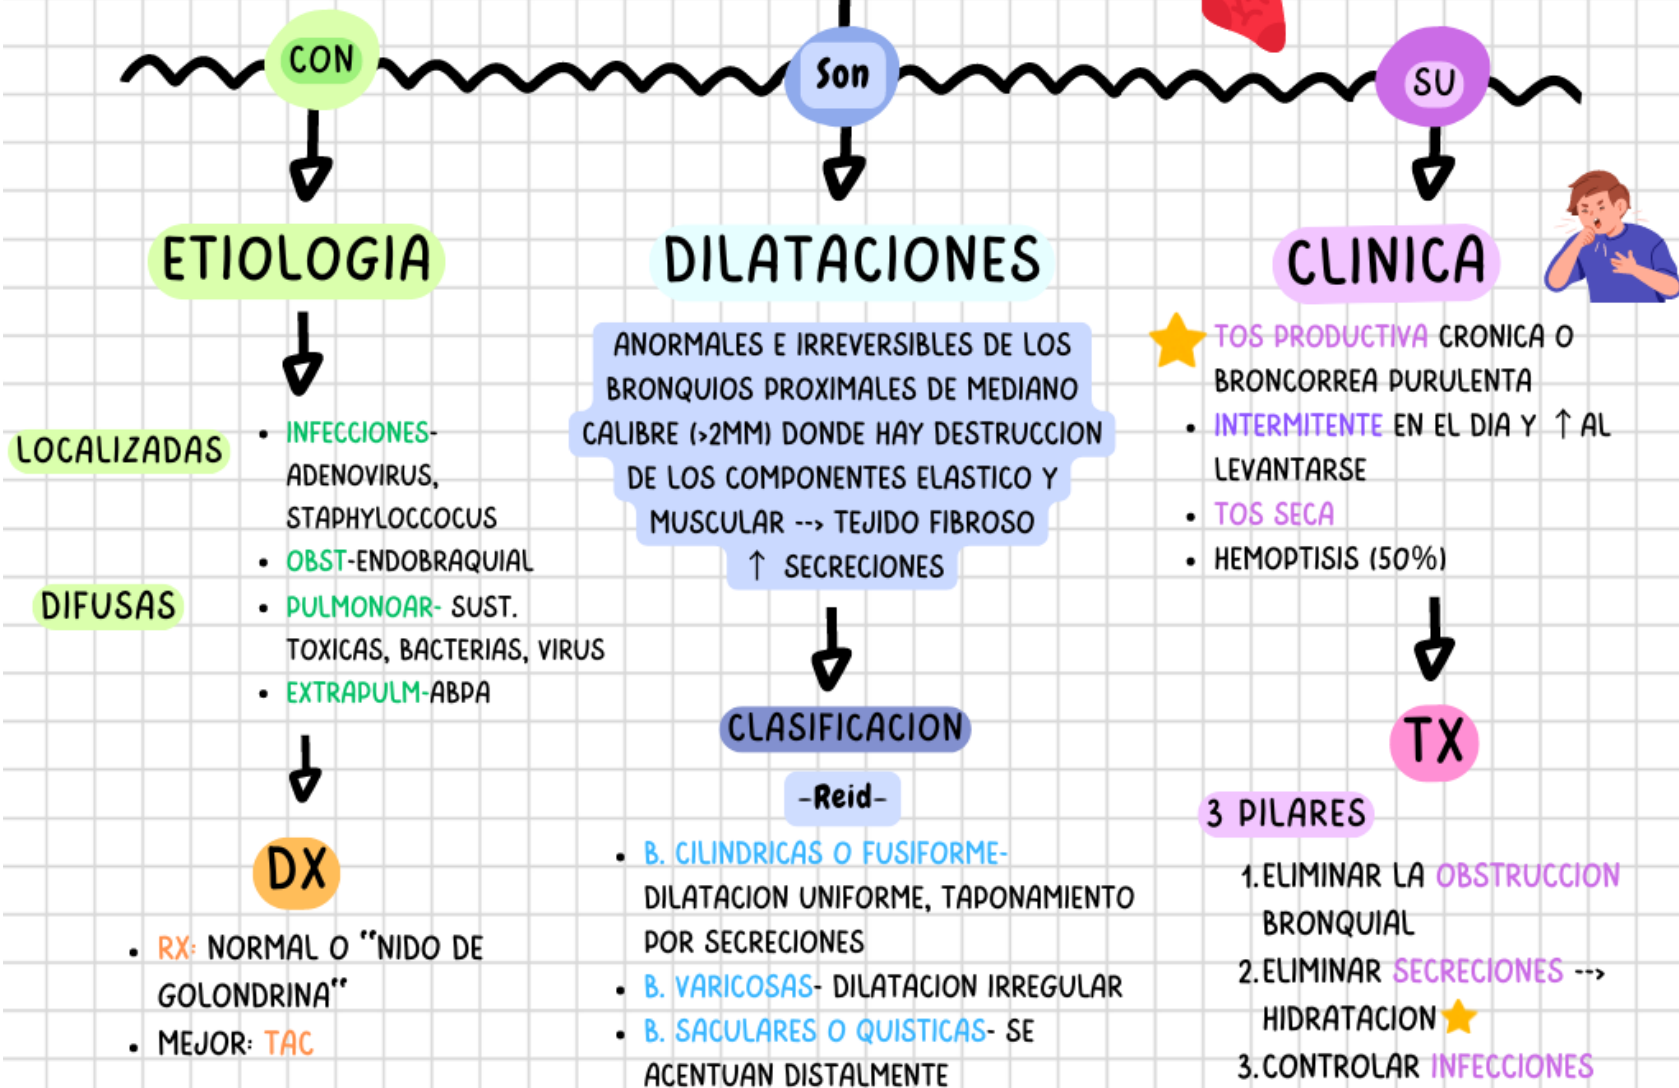 CON
Son
SU
ETIOLOGIA
LOCALIZADAS
DIFUSAS
• INFECCIONES-
ADENOVIRUS,
STAPHYLOCCOCUS
• OBST-ENDOBRAQUIAL
• PULMONOAR- SUST.
TOXICAS, BACTERIAS, VIRUS
• EXTRAPULM-ABPA
DX
• RX: NORMAL O “NIDO DE
GOLONDRINA“
• MEJOR: TAC
DILATACIONES
ANORMALES E IRREVERSIBLES DE LOS
BRONQUIOS PROXIMALES DE MEDIANO
CALIBRE (>2MM) DONDE HAY DESTRUCCION
DE LOS COMPONENTES ELASTICO Y
MUSCULAR --> TEJIDO FIBROSO
↑ SECRECIONES
CLASIFICACION
-Reid-
• B. CILINDRICAS O FUSIFORME-
DILATACION UNIFORME, TAPONAMIENTO
POR SECRECIONES
• B. VARICOSAS- DILATACION IRREGULAR
• B. SACULARES O QUISTICAS- SE
ACENTUAN DISTALMENTE
CLINICA
TOS PRODUCTIVA CRONICA O
BRONCORREA PURULENTA
• INTERMITENTE EN EL DIA Y ↑ AL
LEVANTARSE
• TOS SECA
• HEMOPTISIS (50%)
TX
3 PILARES
1. ELIMINAR LA OBSTRUCCION
BRONQUIAL
2. ELIMINAR SECRECIONES -->
HIDRATACION
3. CONTROLAR INFECCIONES